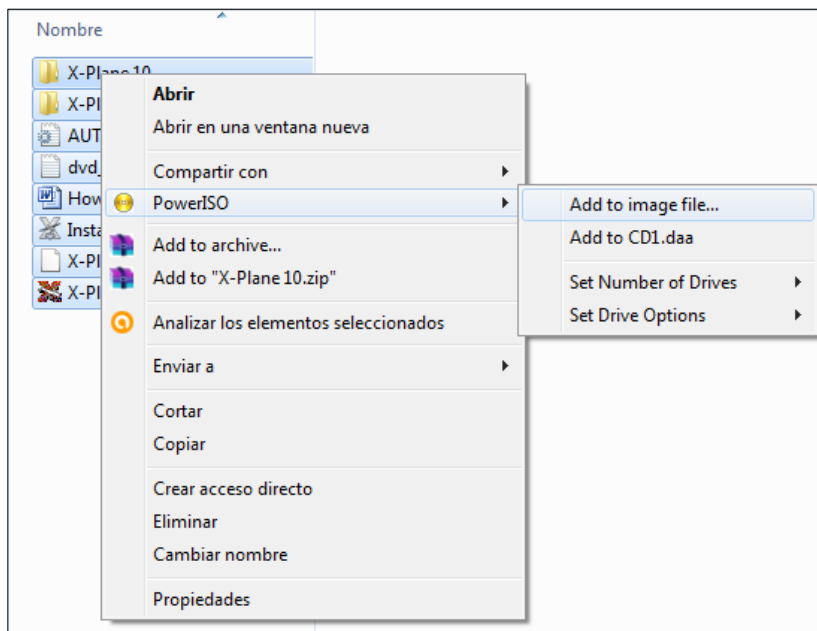 Nombre
X-Plane 10
X-Pl
AUT
dvd_
How
Insta
X-Pl
X-Pl
Abrir
Abrir en una ventana nueva
Compartir con
PowerISO
Add to archive...
Add to "X-Plane 10.zip"
Analizar los elementos seleccionados
Enviar a
Cortar
Copiar
Crear acceso directo
Eliminar
Cambiar nombre
Propiedades
Add to image file...
Add to CD1.daa
Set Number of Drives
Set Drive Options